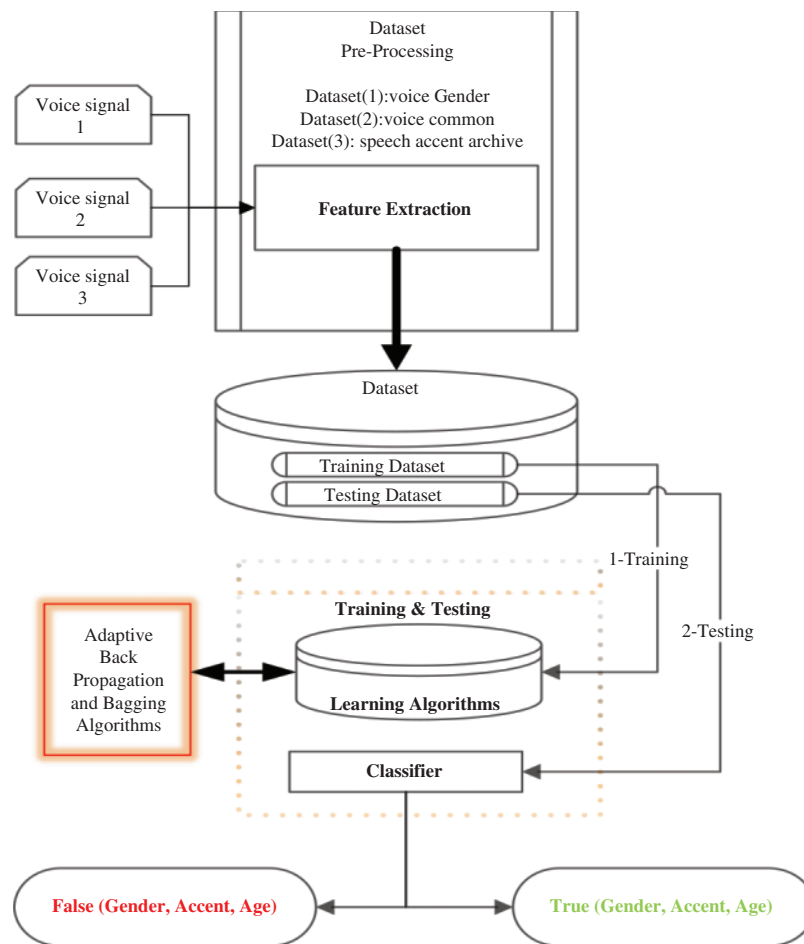 Dataset
Pre-Processing
Dataset(1):voice Gender
Dataset(2):voice common
Dataset(3): speech accent archive
Voice signal
1
Voice signal
2
Voice signal
3
Feature Extraction
Dataset
Training Dataset
Testing Dataset
1-Training
2-Testing
Training & Testing
Learning Algorithms
Adaptive
Back
Propagation
and Bagging
Algorithms
Classifier
False (Gender, Accent, Age)
True (Gender, Accent, Age)